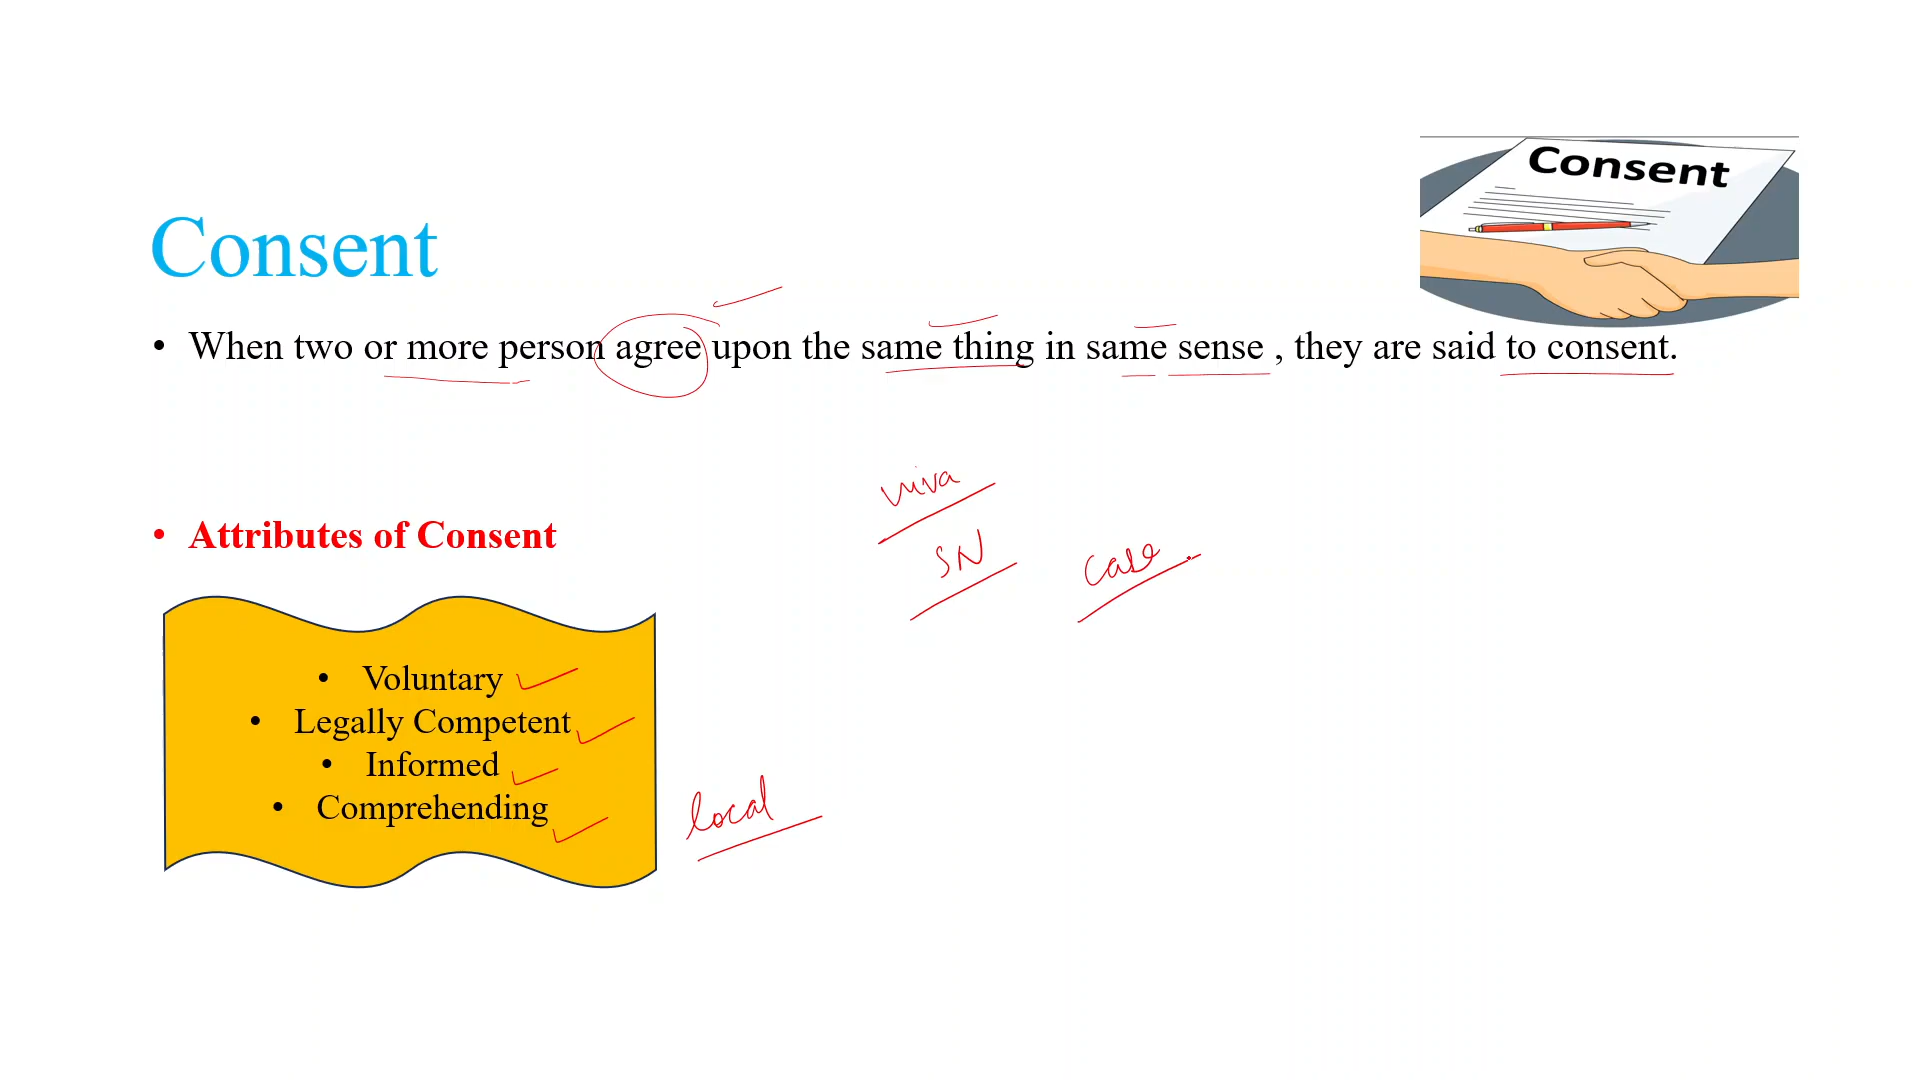 Consent
Consent
• When two or more person agree upon the same thing in same sense , they are said to consent.
viva
SN
case
• Attributes of Consent
• Voluntary
• Legally Competent
• Informed
• Comprehending
local